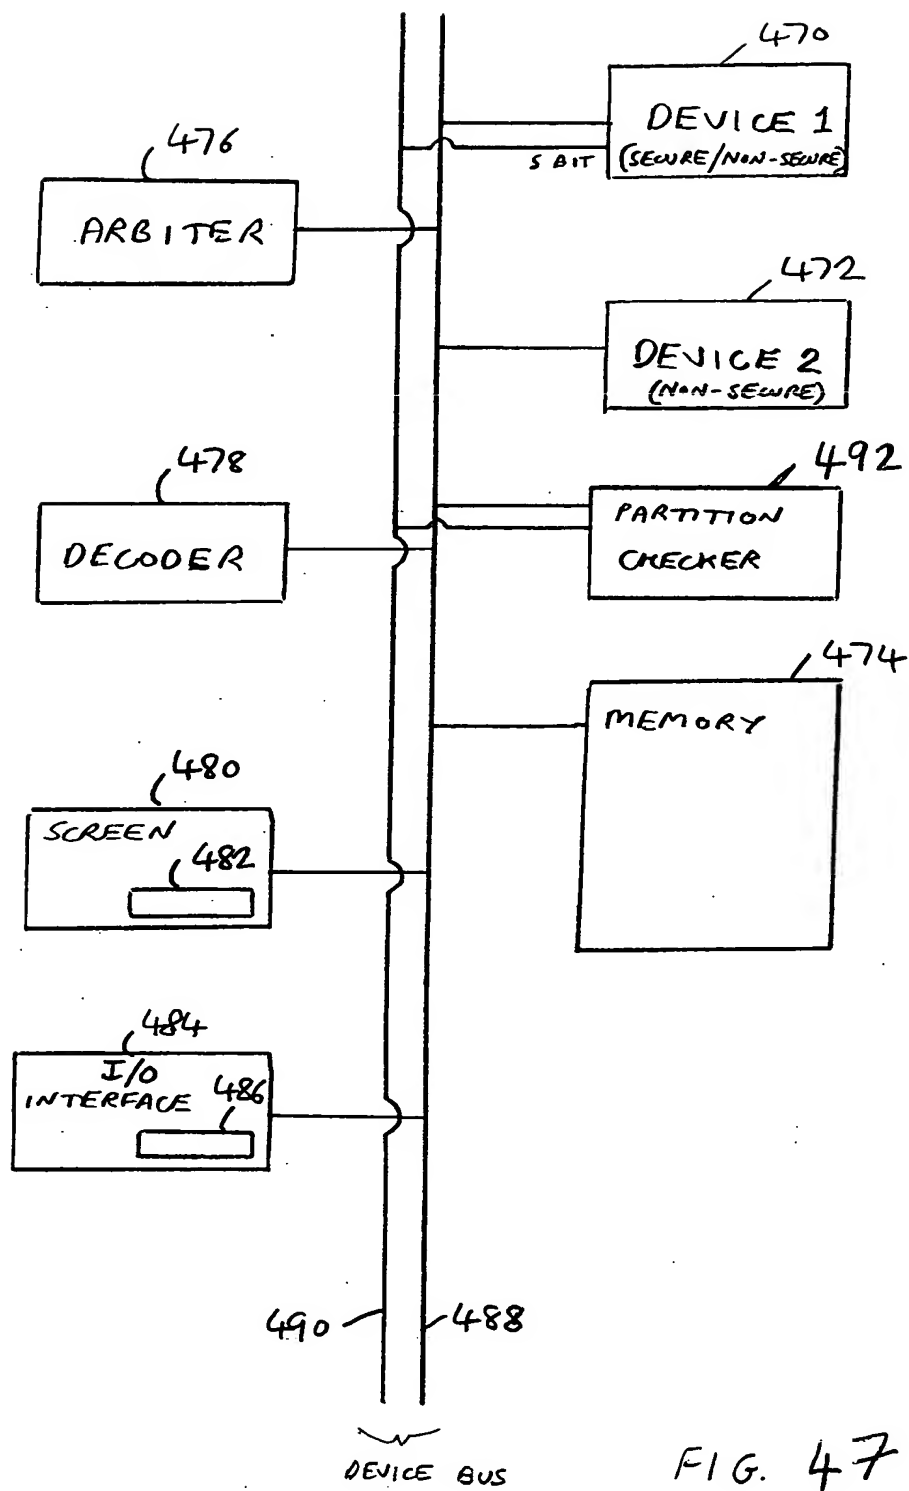 470
DEVICE 1
(SECURE/NON-SECURE)
S BIT
476
ARBITER
472
DEVICE 2
(NON-SECURE)
478
DECODER
492
PARTITION
CHECKER
474
MEMORY
480
SCREEN
482
484
I/O
INTERFACE
486
490
488
DEVICE BUS
FIG. 47